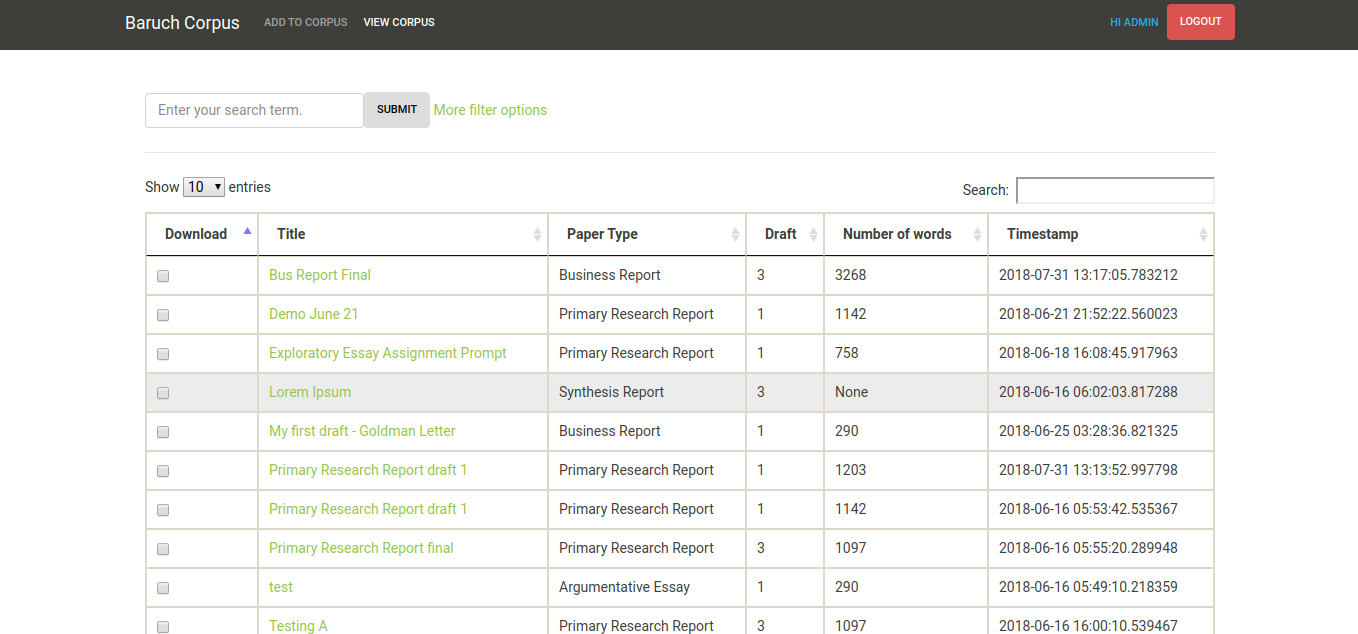 Baruch Corpus ADD TO CORPUS VIEW CORPUS HI ADMIN LOGOUT
Enter your search term. SUBMIT More filter options
Show 10 entries Search:
Download Title Paper Type Draft Number of words Timestamp
Bus Report Final Business Report 3 3268 2018-07-31 13:17:05.783212
Demo June 21 Primary Research Report 1 1142 2018-06-21 21:52:22.560023
Exploratory Essay Assignment Prompt Primary Research Report 1 758 2018-06-18 16:08:45.917963
Lorem Ipsum Synthesis Report 3 None 2018-06-16 06:02:03.817288
My first draft - Goldman Letter Business Report 1 290 2018-06-25 03:28:36.821325
Primary Research Report draft 1 Primary Research Report 1 1203 2018-07-31 13:13:52.997798
Primary Research Report draft 1 Primary Research Report 1 1142 2018-06-16 05:53:42.535367
Primary Research Report final Primary Research Report 3 1097 2018-06-16 05:55:20.289948
test Argumentative Essay 1 290 2018-06-16 05:49:10.218359
Testing A Primary Research Report 3 1097 2018-06-16 16:00:10.539467